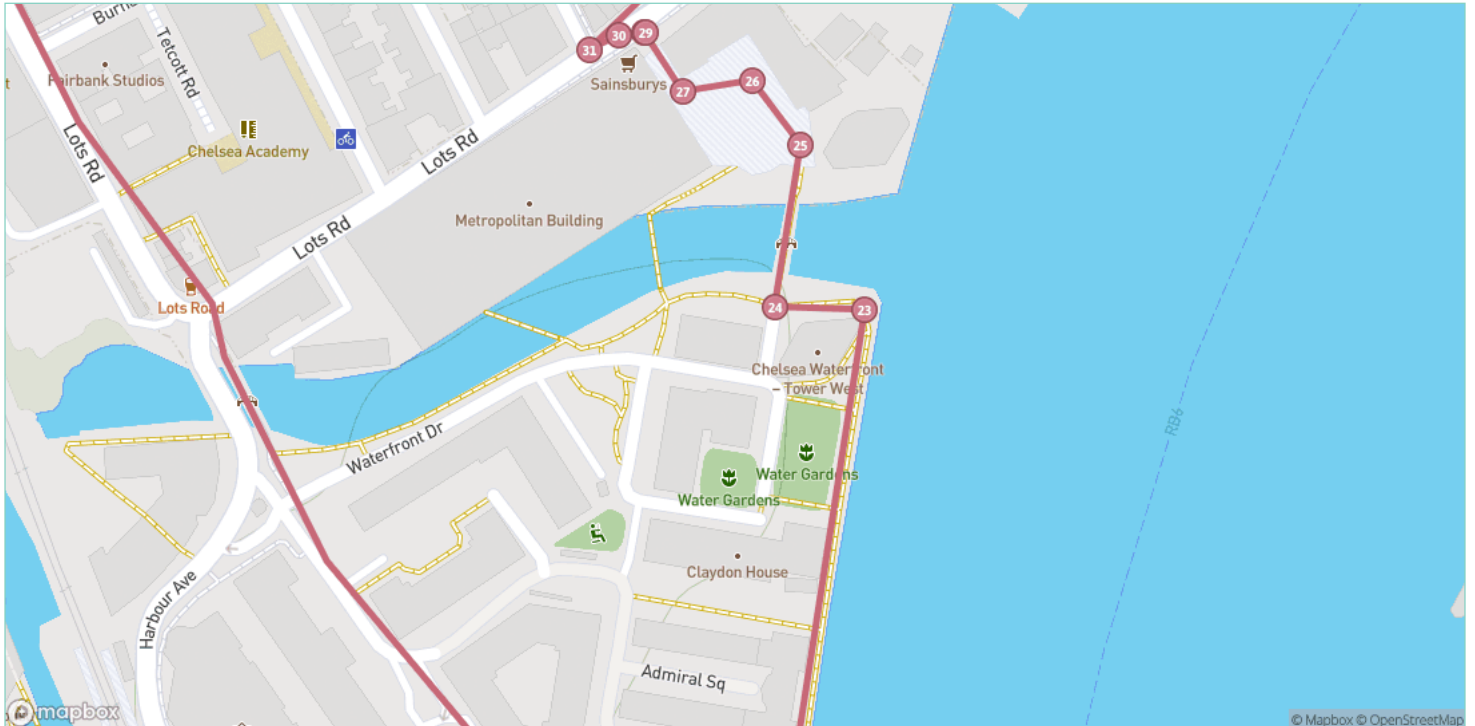 Tetcott Rd
29
30
31
Fairbank Studios
Sainsburys
26
27
t
Lots Rd
Chelsea Academy
25
Lots Rd
Metropolitan Building
Lots Rd
Lots Road
24
23
Chelsea Waterfront
– Tower West
RB6
Waterfront Dr
Water Gardens
Water Gardens
Claydon House
Harbour Ave
Admiral Sq
mapbox
© Mapbox © OpenStreetMap